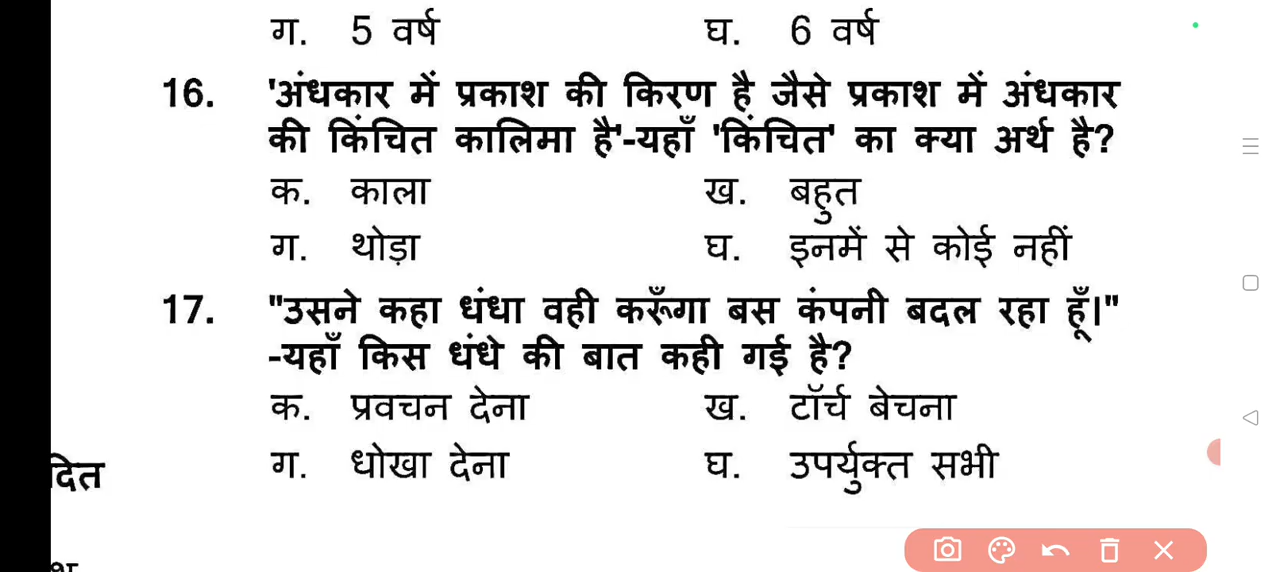 ग. 5 वर्ष घ. 6 वर्ष
16. 'अंधकार में प्रकाश की किरण है, जैसे प्रकाश में अंधकार
की किंचित कालिमा है'-यहाँ 'किंचित' का क्या अर्थ है?
क. काला ख. बहुत
ग. थोड़ा घ. इनमें से कोई नहीं
17. "उसने कहा धंधा वही करूँगा बस कंपनी बदल रहा हूँ।"
-यहाँ किस धंधे की बात कही गई है?
क. प्रवचन देना ख. टॉर्च बेचना
ग. धोखा देना घ. उपर्युक्त सभी
दित